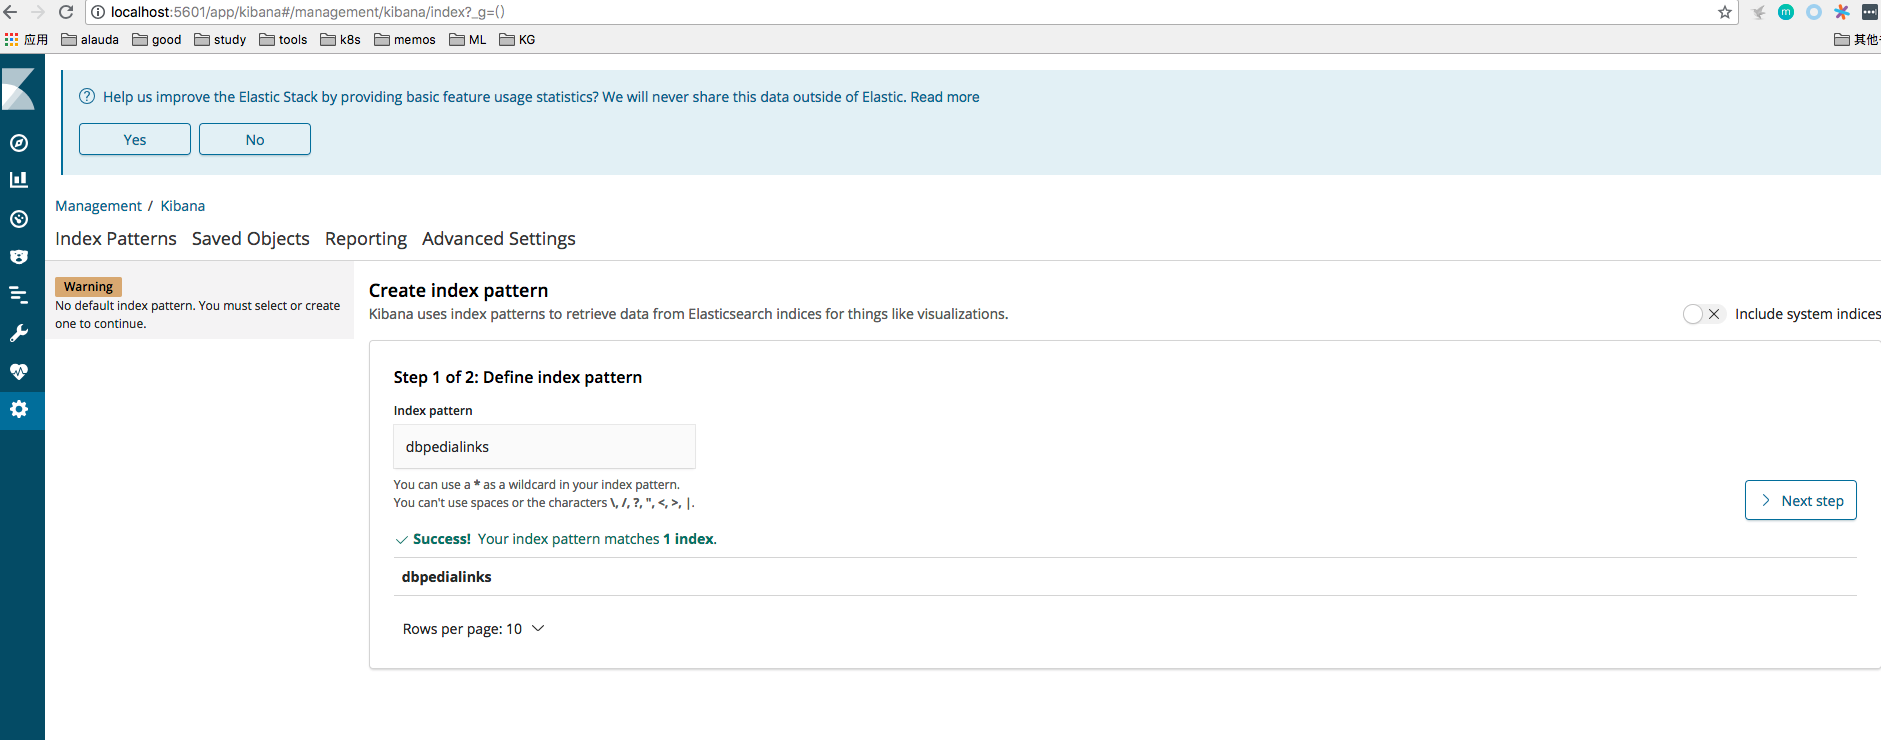 localhost:5601/app/kibana#/management/kibana/index?_g=()
m
应用 alauda good study tools k8s memos ML KG 其他
Help us improve the Elastic Stack by providing basic feature usage statistics? We will never share this data outside of Elastic. Read more
Yes No
Management / Kibana
Index Patterns Saved Objects Reporting Advanced Settings
Warning
No default index pattern. You must select or create
one to continue.
Create index pattern
Kibana uses index patterns to retrieve data from Elasticsearch indices for things like visualizations.
Include system indices
Step 1 of 2: Define index pattern
Index pattern
dbpedialinks
You can use a * as a wildcard in your index pattern.
You can't use spaces or the characters \, /, ?, ", <, >, |.
Next step
Success! Your index pattern matches 1 index.
dbpedialinks
Rows per page: 10